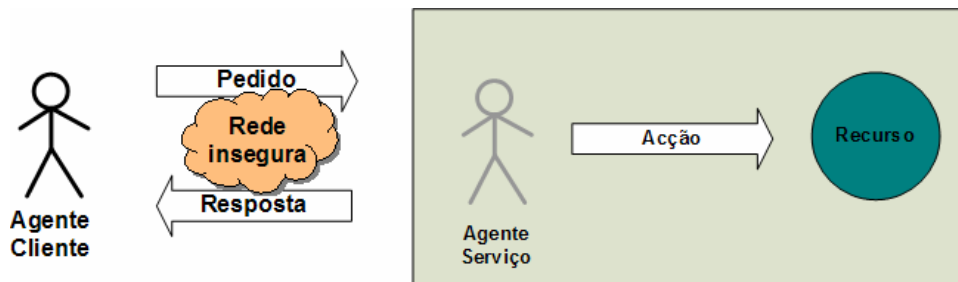 Pedido
Rede
insegura
Resposta
Agente
Cliente
Acção
Recurso
Agente
Serviço